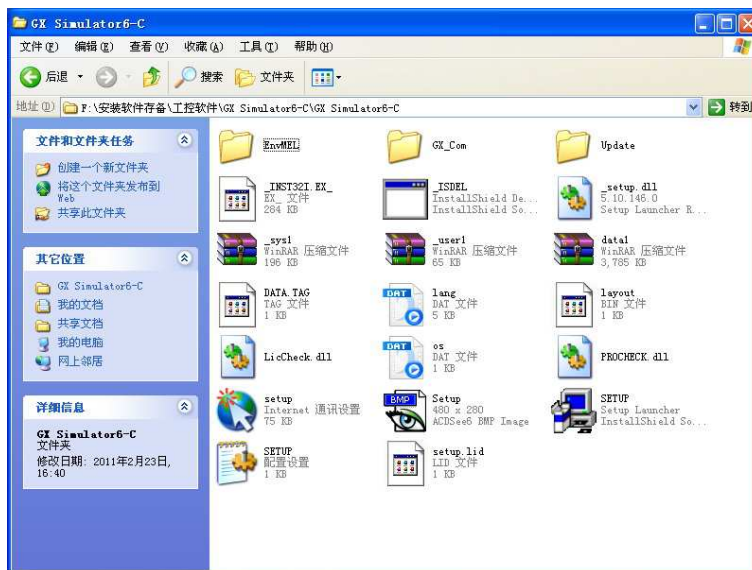 GX Simulator6-C
文件(F) 编辑(E) 查看(V) 收藏(A) 工具(T) 帮助(H)
后退 搜索 文件夹
地址(D) F:\安装软件存备\工控软件\GX Simulator6-C\GX Simulator6-C 转到
文件和文件夹任务
创建一个新文件夹
将这个文件夹发布到
Web
共享此文件夹
其它位置
GX Simulator6-C
我的文档
共享文档
我的电脑
网上邻居
详细信息
GX Simulator6-C
文件夹
修改日期: 2011年2月23日,
16:40
EnvMEL
GX_Com
Update
_INST32I.EX_
EX_ 文件
284 KB
_ISDEL
InstallShield De...
InstallShield So...
_setup.dll
5.10.146.0
Setup Launcher R...
_sys1
WinRAR 压缩文件
196 KB
_user1
WinRAR 压缩文件
65 KB
data1
WinRAR 压缩文件
3,785 KB
DATA.TAG
TAG 文件
1 KB
DAT
lang
DAT 文件
5 KB
layout
BIN 文件
1 KB
LicCheck.dll
DAT
os
DAT 文件
1 KB
PROCHECK.dll
setup
Internet 通讯设置
75 KB
BMP
Setup
480 x 280
ACDSee6 BMP Image
SETUP
Setup Launcher
InstallShield So...
SETUP
配置设置
1 KB
setup.lid
LID 文件
1 KB